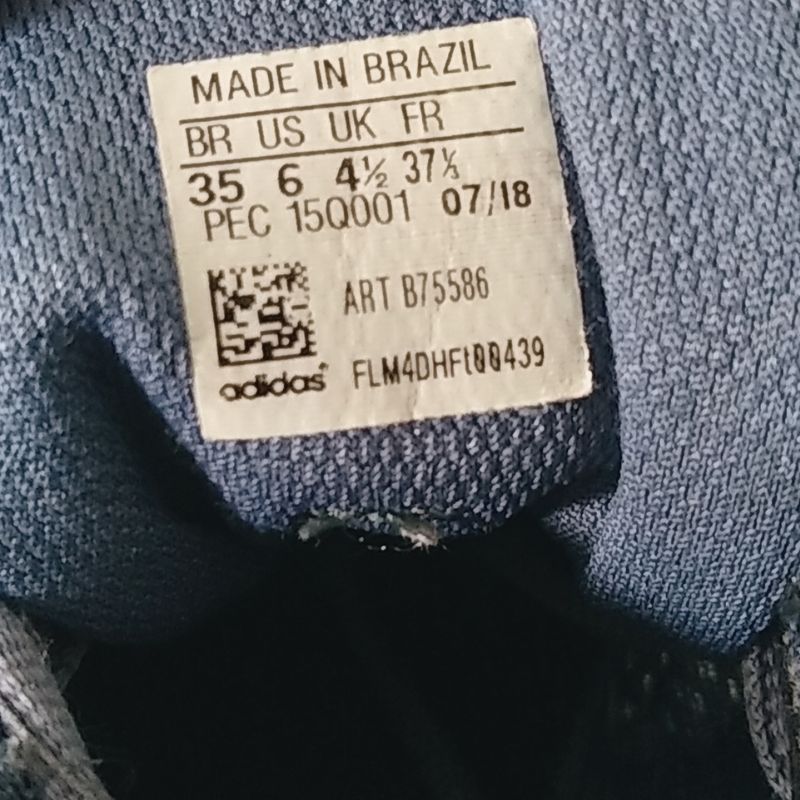 MADE IN BRAZIL
BR US UK FR
35 6 4½ 37⅓
PEC 15Q001 07/18
ART B75586
adidas